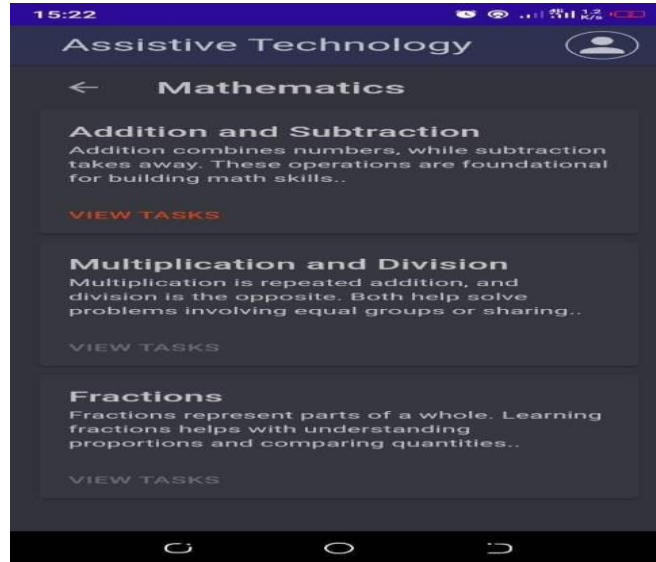 15:22
4G 1.2
K/s
Assistive Technology
← Mathematics
Addition and Subtraction
Addition combines numbers, while subtraction
takes away. These operations are foundational
for building math skills..
VIEW TASKS
Multiplication and Division
Multiplication is repeated addition, and
division is the opposite. Both help solve
problems involving equal groups or sharing..
VIEW TASKS
Fractions
Fractions represent parts of a whole. Learning
fractions helps with understanding
proportions and comparing quantities..
VIEW TASKS